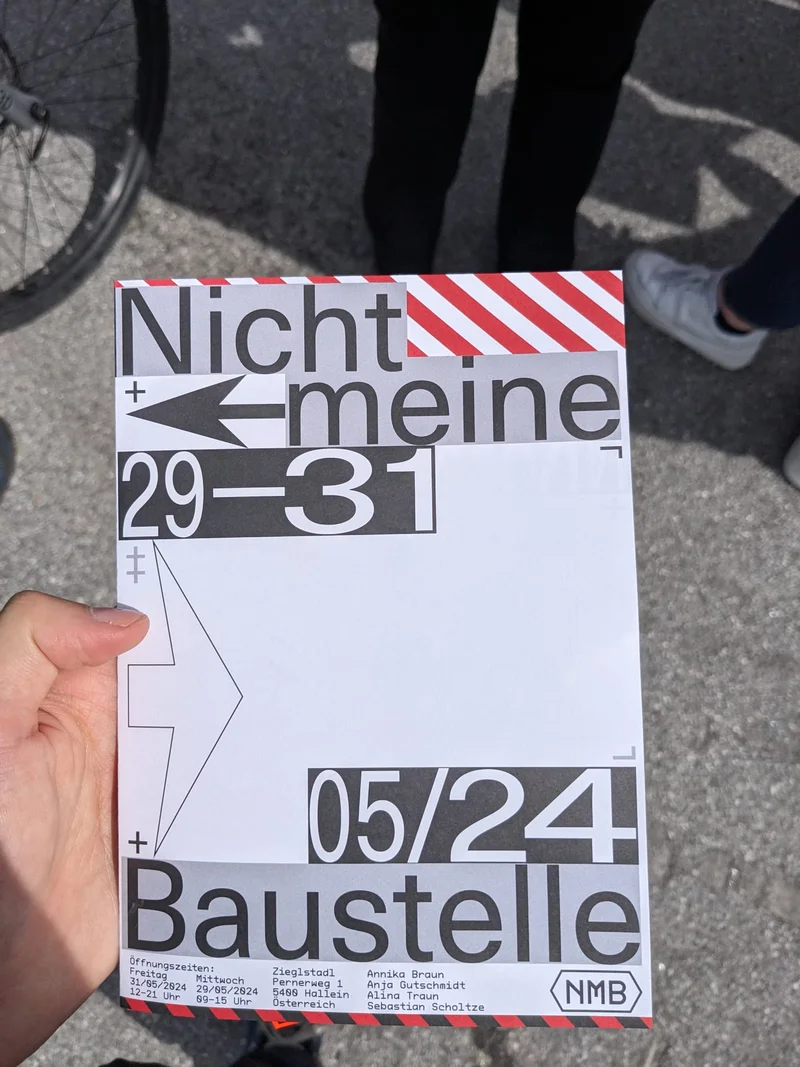 Nicht
meine
29—31
05/24
Baustelle
Öffnungszeiten:
Freitag
31/05/2024
12-21 Uhr
Mittwoch
29/05/2024
09-15 Uhr
Zieglstadl
Pernerweg 1
5400 Hallein
Österreich
Annika Braun
Anja Gutschmidt
Alina Traun
Sebastian Scholtze
NMB